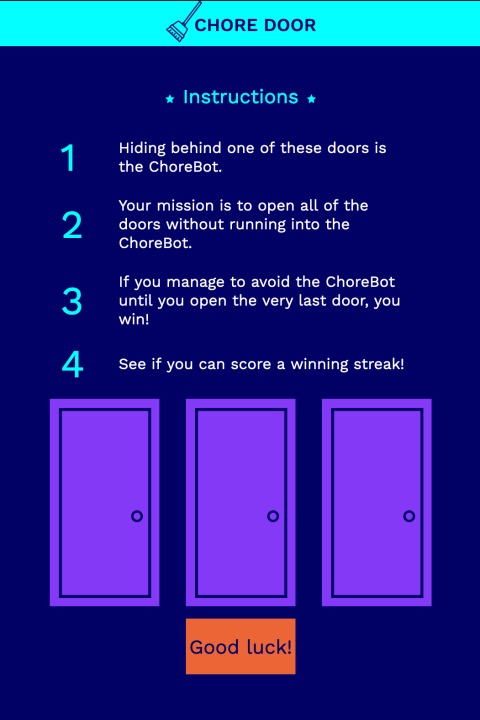 CHORE DOOR
Instructions
1
Hiding behind one of these doors is
the ChoreBot.
2
Your mission is to open all of the
doors without running into the
ChoreBot.
3
If you manage to avoid the ChoreBot
until you open the very last door, you
win!
4
See if you can score a winning streak!
Good luck!